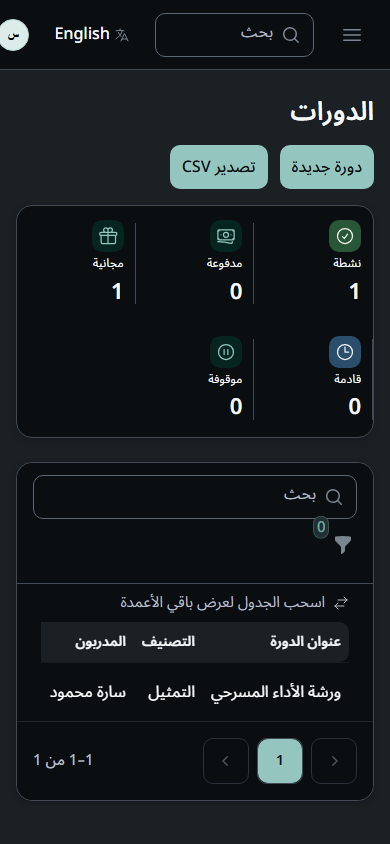 بحث
English
س
الدورات
دورة جديدة
تصدير CSV
نشطة
1
مدفوعة
0
مجانية
1
قادمة
0
موقوفة
0
بحث
0
اسحب الجدول لعرض باقي الأعمدة
عنوان الدورة التصنيف المدربون
ورشة الأداء المسرحي التمثيل سارة محمود
1
1–1 من 1